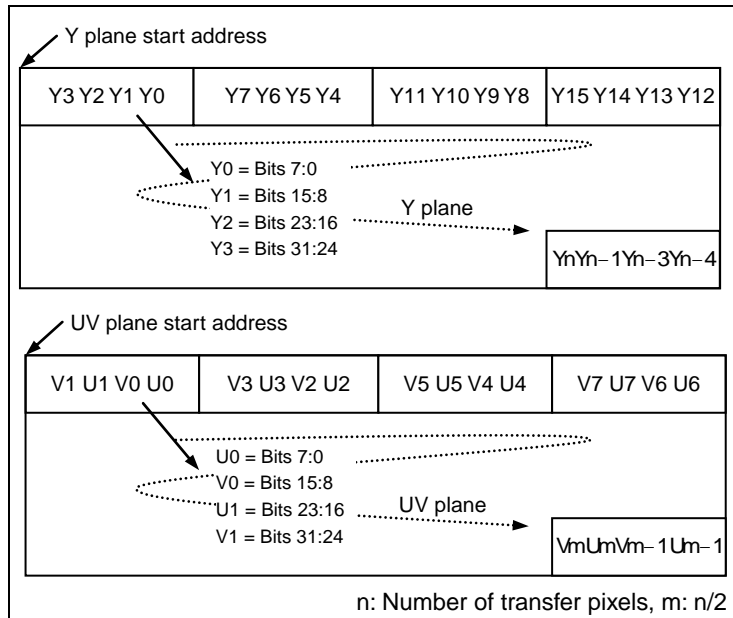 Y plane start address
Y3 Y2 Y1 Y0
Y7 Y6 Y5 Y4
Y11 Y10 Y9 Y8
Y15 Y14 Y13 Y12
Y0 = Bits 7:0
Y1 = Bits 15:8
Y2 = Bits 23:16
Y3 = Bits 31:24
Y plane
YnYn−1Yn−3Yn−4
UV plane start address
V1 U1 V0 U0
V3 U3 V2 U2
V5 U5 V4 U4
V7 U7 V6 U6
U0 = Bits 7:0
V0 = Bits 15:8
U1 = Bits 23:16
V1 = Bits 31:24
UV plane
VmUmVm−1Um−1
n: Number of transfer pixels, m: n/2